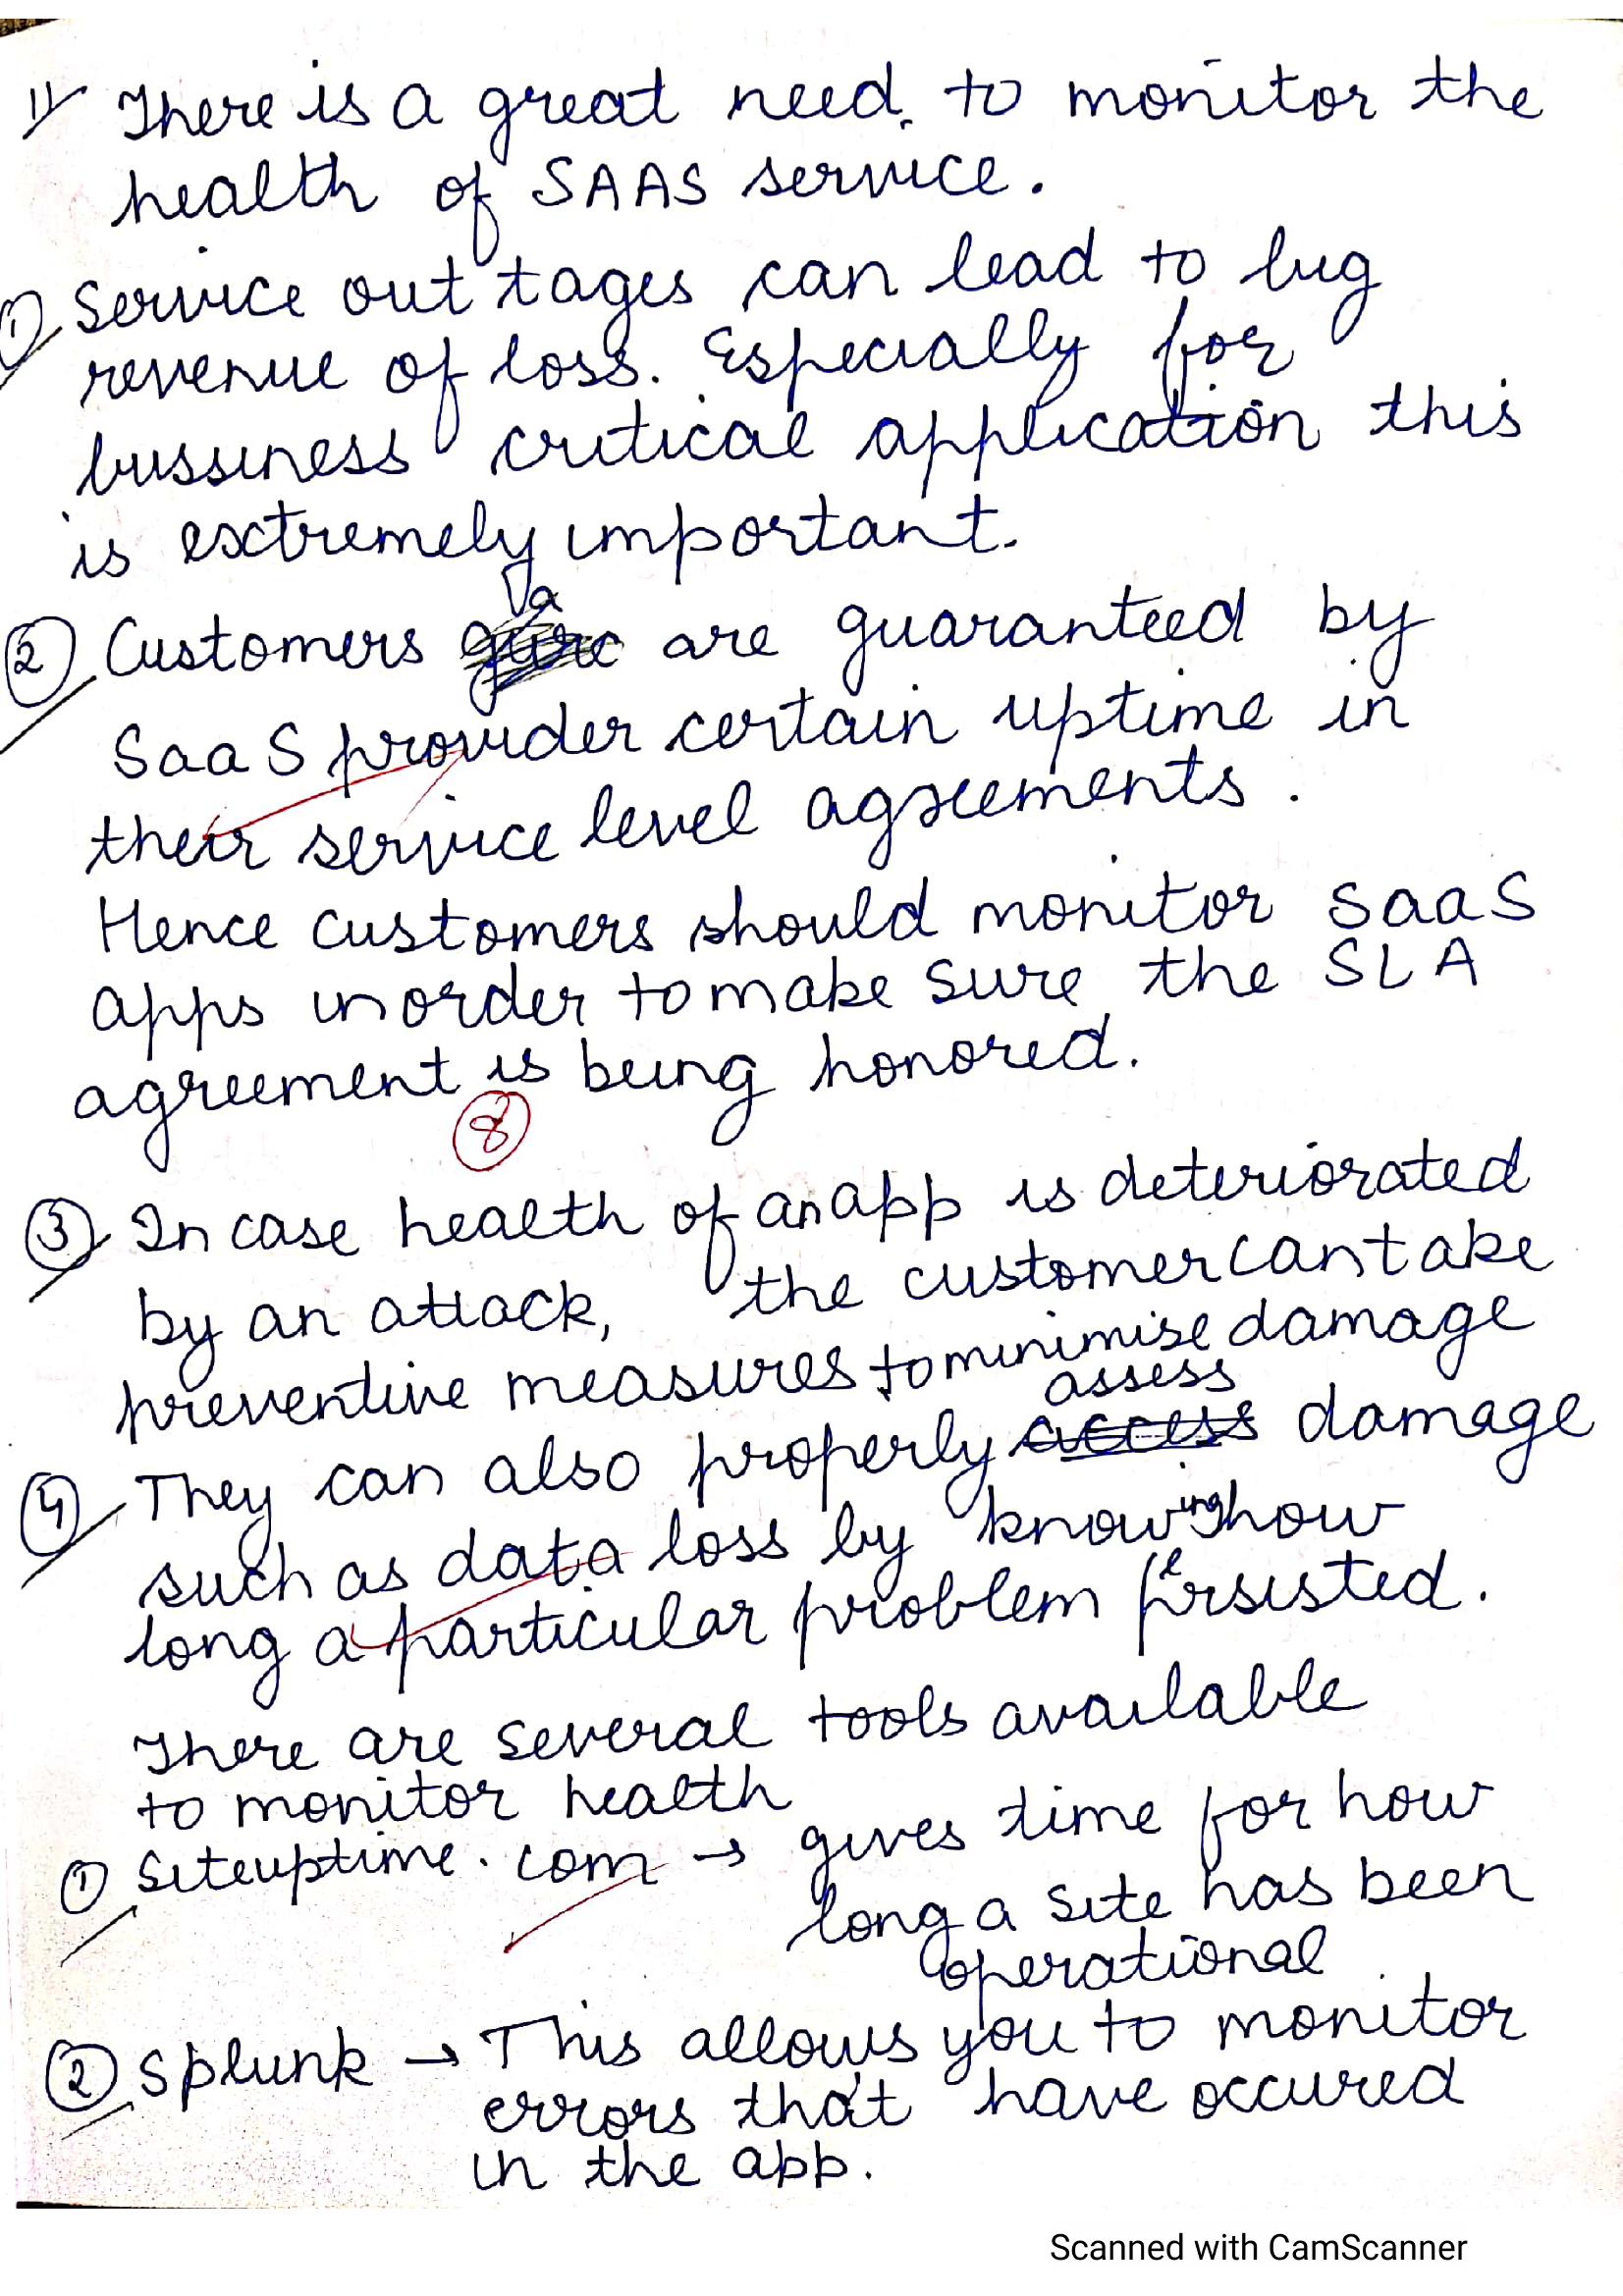 1) There is a great need to monitor the
health of SAAS service.
1) Service outtages can lead to big
revenue of loss. Especially for
bussiness critical application this
is extremely important.
2) Customers are guaranteed by
SaaS provider certain uptime in
their service level agreements.
Hence customers should monitor SaaS
apps inorder to make sure the SLA
agreement is being honored.
8
3) In case health of an app is deteriorated
by an attack, the customer can take
preventive measures to minimise damage
4) They can also properly assess damage
such as data loss by knowing how
long a particular problem persisted.
There are several tools available
to monitor health
1) Siteuptime.com → gives time for how
long a site has been
operational
2) Splunk → This allows you to monitor
errors that have occured
in the app.
Scanned with CamScanner